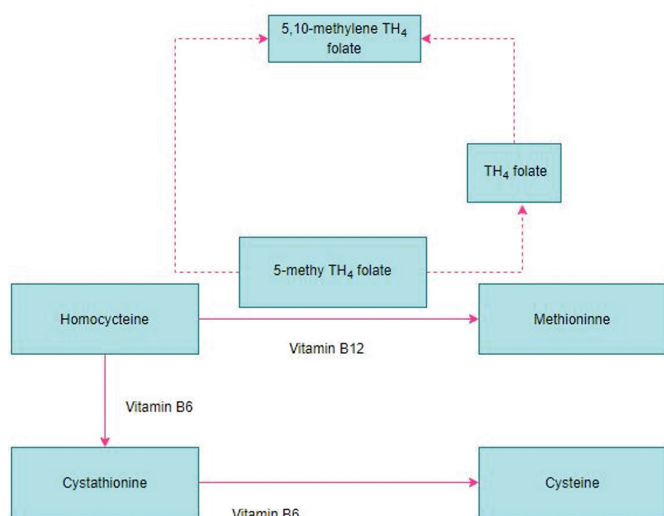 5,10-methylene TH4
folate
TH4 folate
5-methy TH4 folate
Homocycteine
Methioninne
Vitamin B12
Vitamin B6
Cystathionine
Cysteine
Vitamin B6